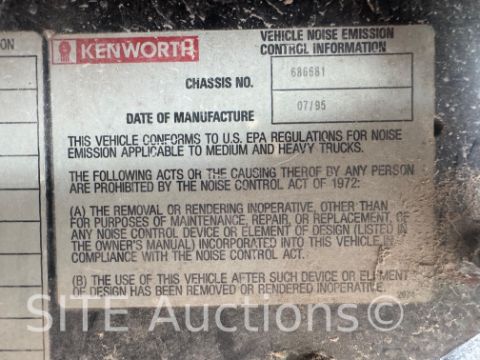 ION
KENWORTH
VEHICLE NOISE EMISSION
CONTROL INFORMATION
CHASSIS NO. 686681
DATE OF MANUFACTURE 07/95
THIS VEHICLE CONFORMS TO U.S. EPA REGULATIONS FOR NOISE
EMISSION APPLICABLE TO MEDIUM AND HEAVY TRUCKS.
THE FOLLOWING ACTS OR THE CAUSING THEROF BY ANY PERSON
ARE PROHIBITED BY THE NOISE CONTROL ACT OF 1972:
(A) THE REMOVAL OR RENDERING INOPERATIVE, OTHER THAN
FOR PURPOSES OF MAINTENANCE, REPAIR, OR REPLACEMENT, OF
ANY NOISE CONTROL DEVICE OR ELEMENT OF DESIGN (LISTED IN
THE OWNER'S MANUAL) INCORPORATED INTO THIS VEHICLE IN
COMPLIANCE WITH THE NOISE CONTROL ACT.
(B) THE USE OF THIS VEHICLE AFTER SUCH DEVICE OR ELEMENT
OF DESIGN HAS BEEN REMOVED OR RENDERED INOPERATIVE.
SITE Auctions.com